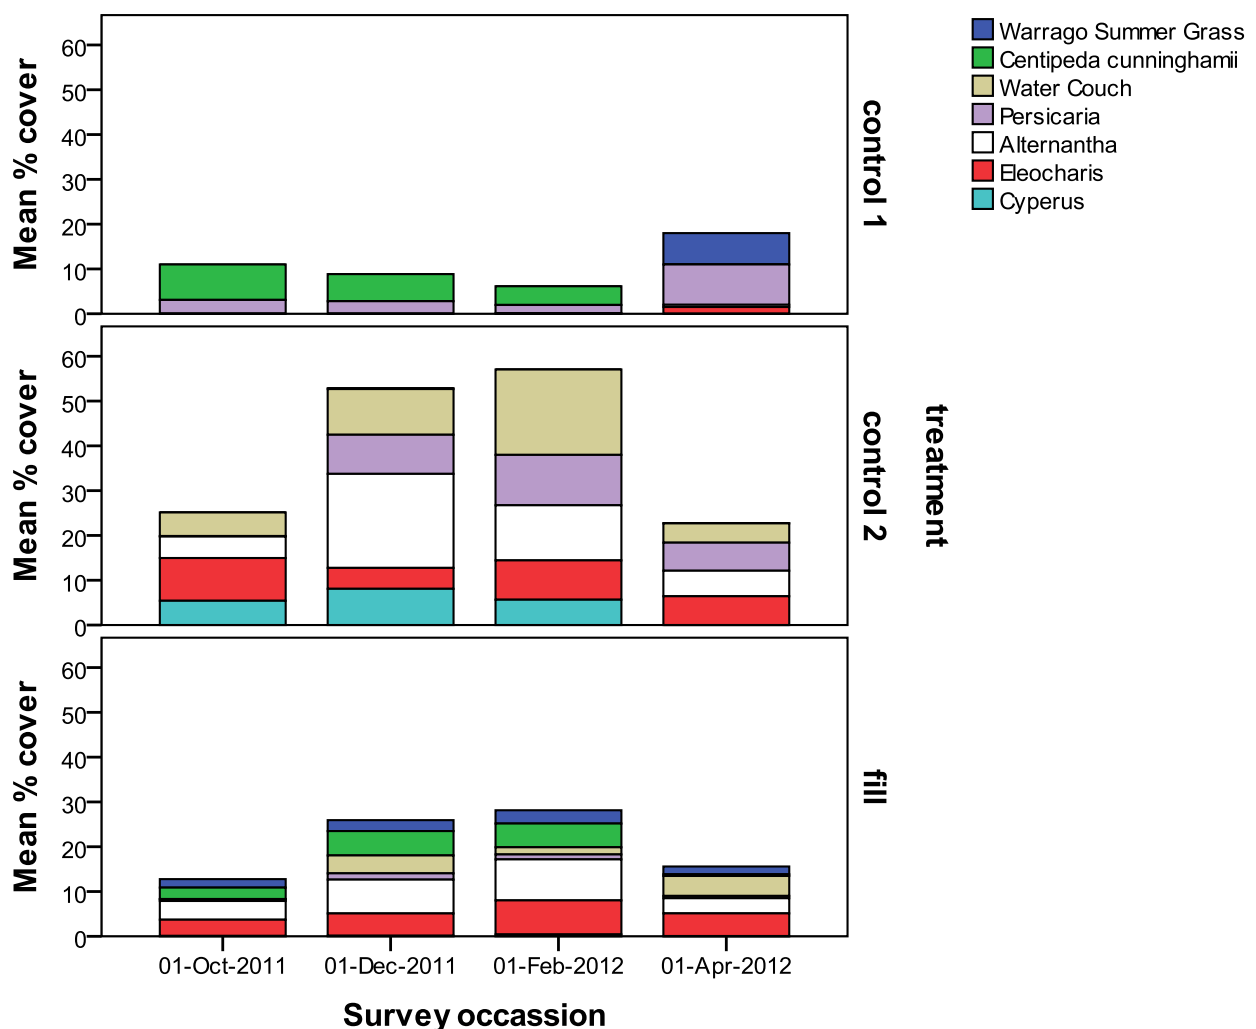 Warrago Summer Grass
Centipeda cunninghamii
Water Couch
Persicaria
Alternantha
Eleocharis
Cyperus
Mean % cover
60
50
40
30
20
10
0
control 1
Mean % cover
60
50
40
30
20
10
0
control 2
treatment
Mean % cover
60
50
40
30
20
10
0
fill
01-Oct-2011 01-Dec-2011 01-Feb-2012 01-Apr-2012
Survey occassion